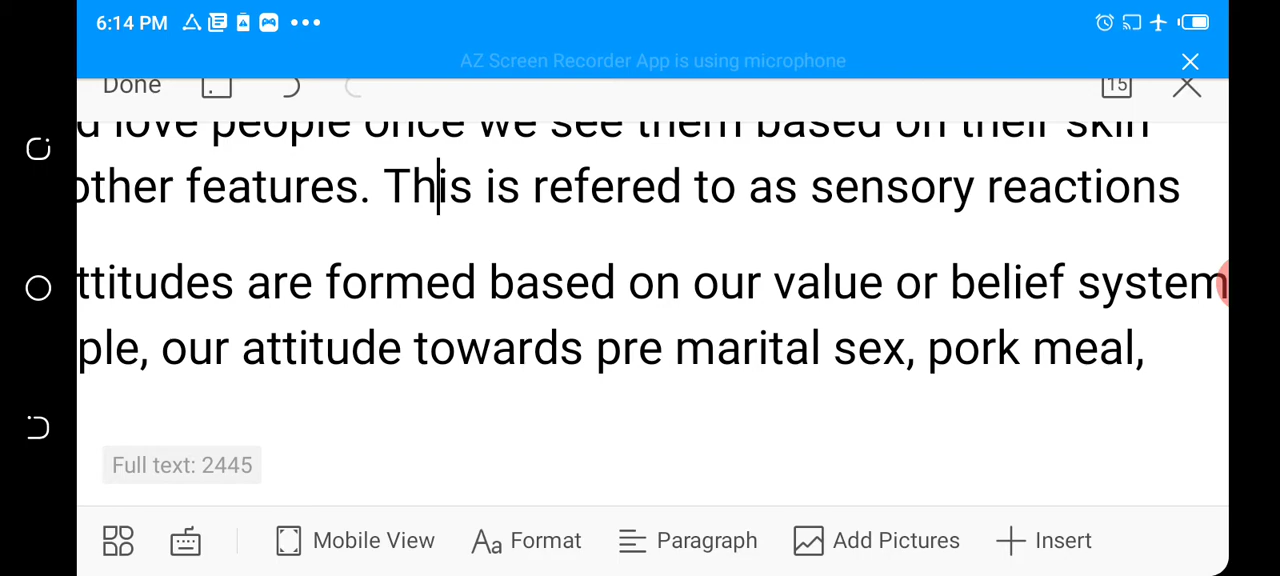 6:14 PM
AZ Screen Recorder App is using microphone
Done 15
d love people once we see them based on their skin
other features. This is refered to as sensory reactions
ttitudes are formed based on our value or belief system
ple, our attitude towards pre marital sex, pork meal,
Full text: 2445
Mobile View Format Paragraph Add Pictures Insert